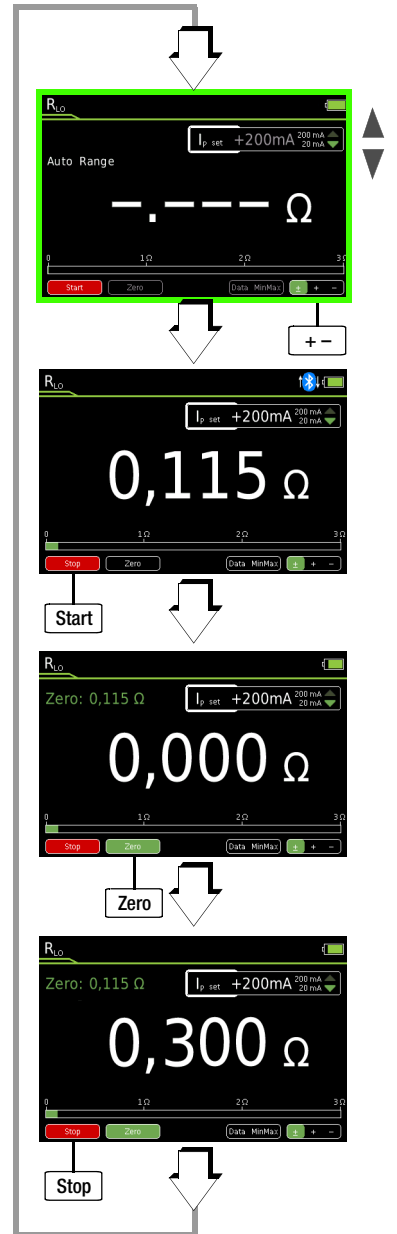 RLO
Ip set +200mA 200 mA
20 mA
Auto Range
–.––– Ω
0 1Ω 2Ω 3Ω
Start Zero Data MinMax ± + −
+ −
RLO
Ip set +200mA 200 mA
20 mA
0,115 Ω
0 1Ω 2Ω 3Ω
Stop Zero Data MinMax ± + −
Start
RLO
Zero: 0,115 Ω Ip set +200mA 200 mA
20 mA
0,000 Ω
0 1Ω 2Ω 3Ω
Stop Zero Data MinMax ± + −
Zero
RLO
Zero: 0,115 Ω Ip set +200mA 200 mA
20 mA
0,300 Ω
0 1Ω 2Ω 3Ω
Stop Zero Data MinMax ± + −
Stop